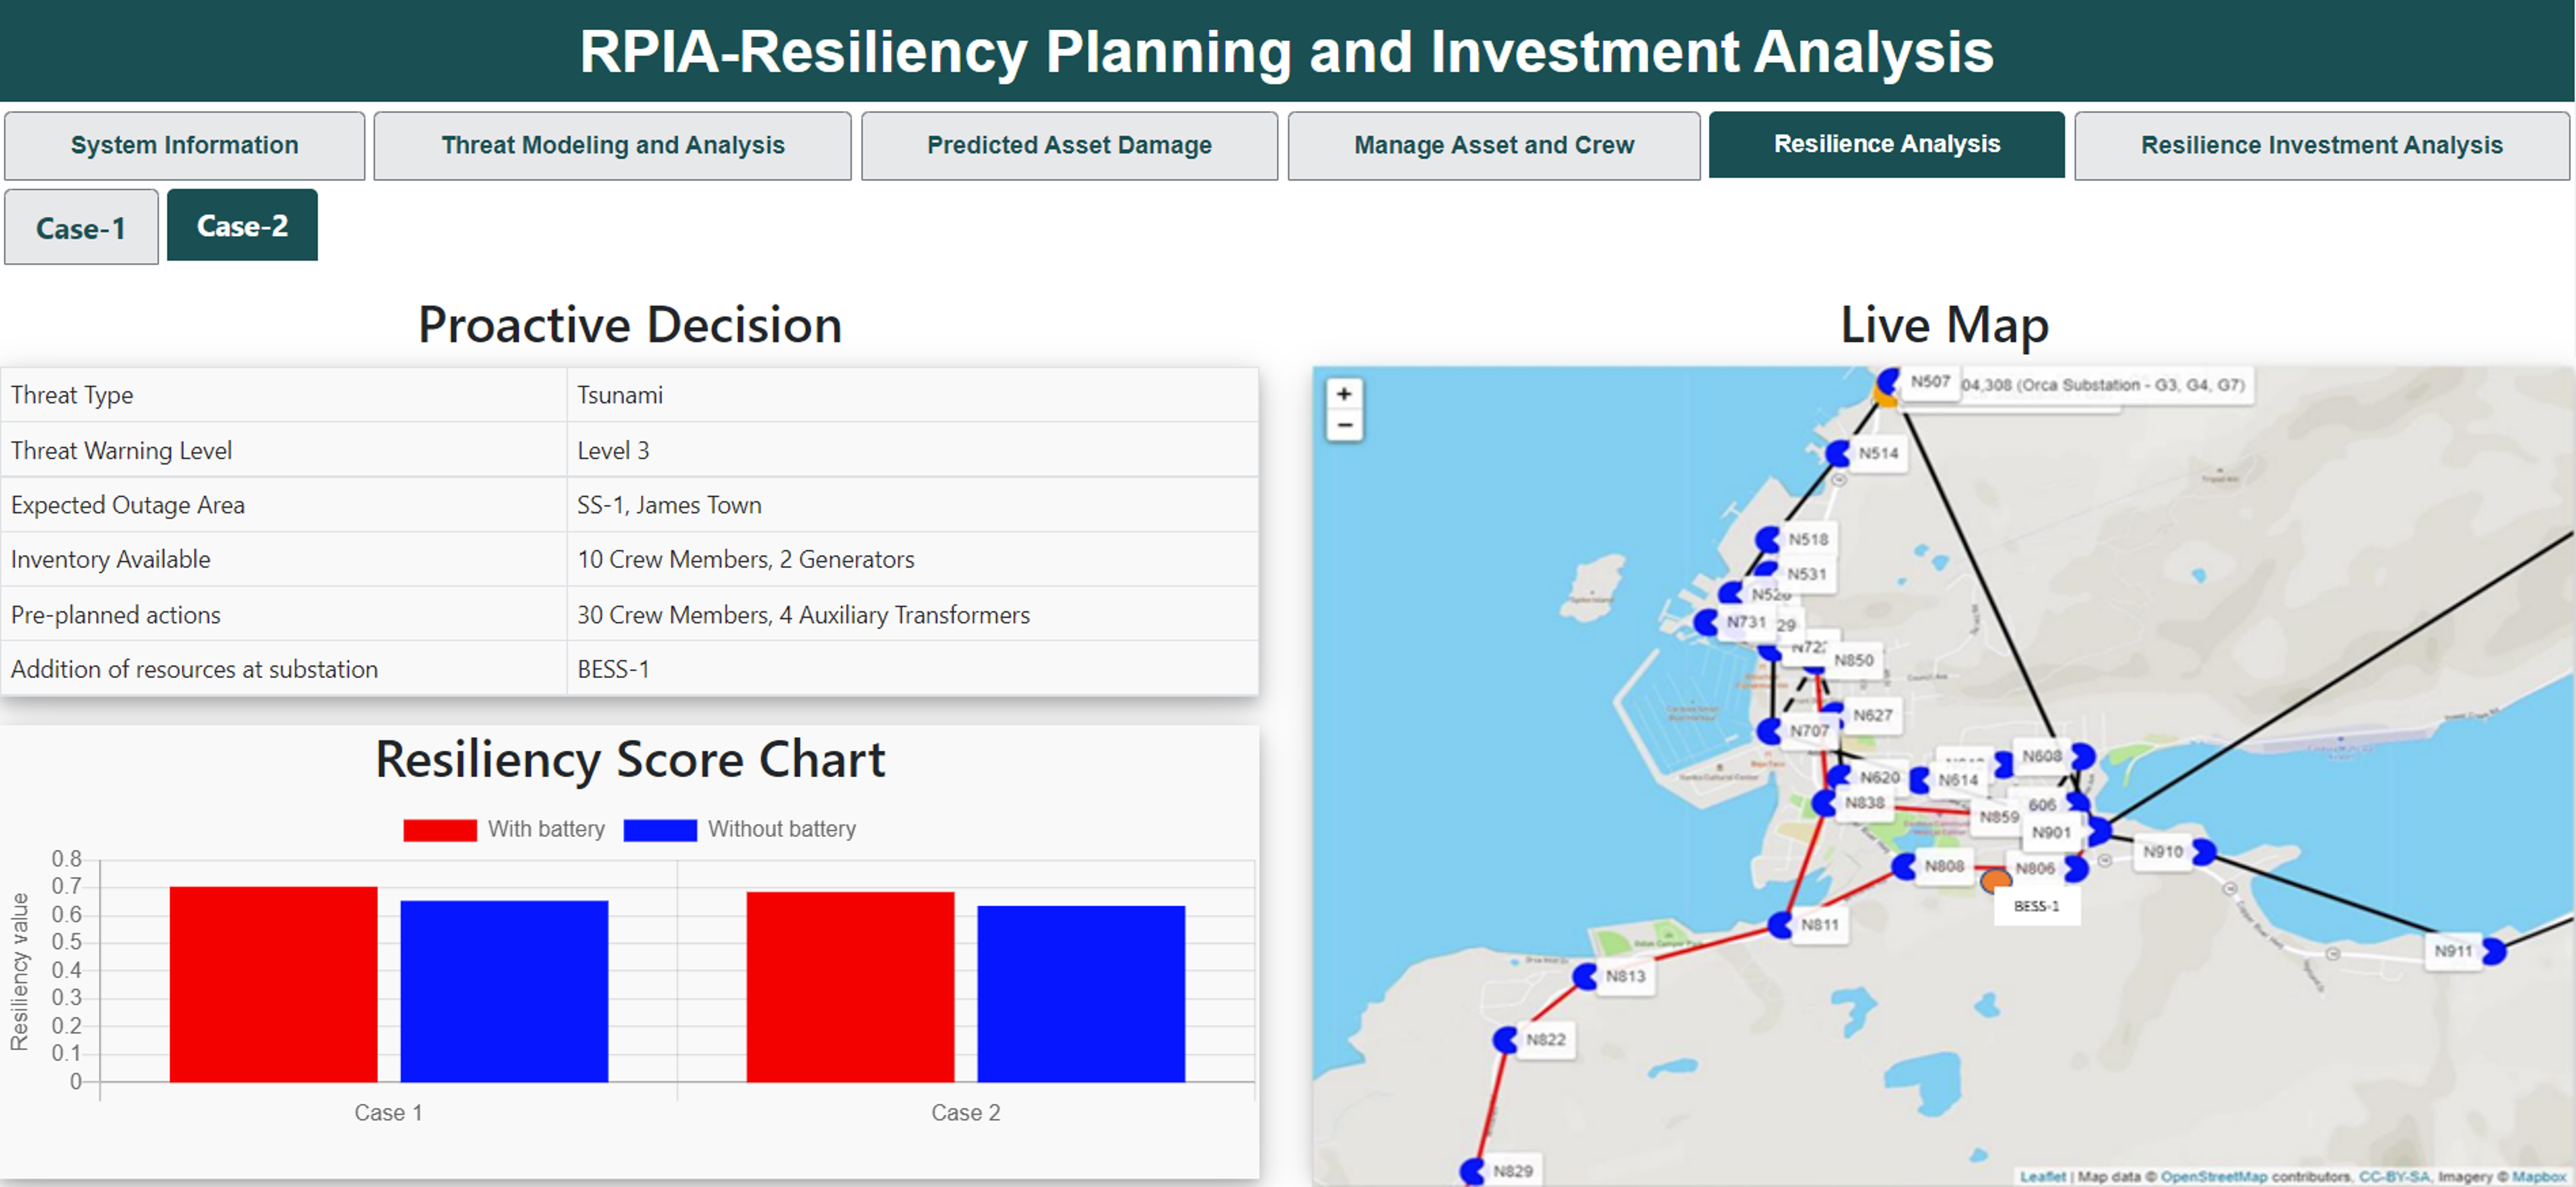 RPIA-Resiliency Planning and Investment Analysis
System Information
Threat Modeling and Analysis
Predicted Asset Damage
Manage Asset and Crew
Resilience Analysis
Resilience Investment Analysis
Case-1
Case-2
Proactive Decision
Threat Type Tsunami
Threat Warning Level Level 3
Expected Outage Area SS-1, James Town
Inventory Available 10 Crew Members, 2 Generators
Pre-planned actions 30 Crew Members, 4 Auxiliary Transformers
Addition of resources at substation BESS-1
Resiliency Score Chart
With battery
Without battery
Resiliency value
0.8
0.7
0.6
0.5
0.4
0.3
0.2
0.1
0
Case 1
Case 2
Live Map
+
−
N507
04,308 (Orca Substation - G3, G4, G7)
N514
N518
N531
N731
29
N850
N627
N707
N608
N620
N614
N838
606
N859
N901
N910
N808
N806
BESS-1
N811
N911
N813
N822
N829
Leaflet | Map data © OpenStreetMap contributors, CC-BY-SA, Imagery © Mapbox